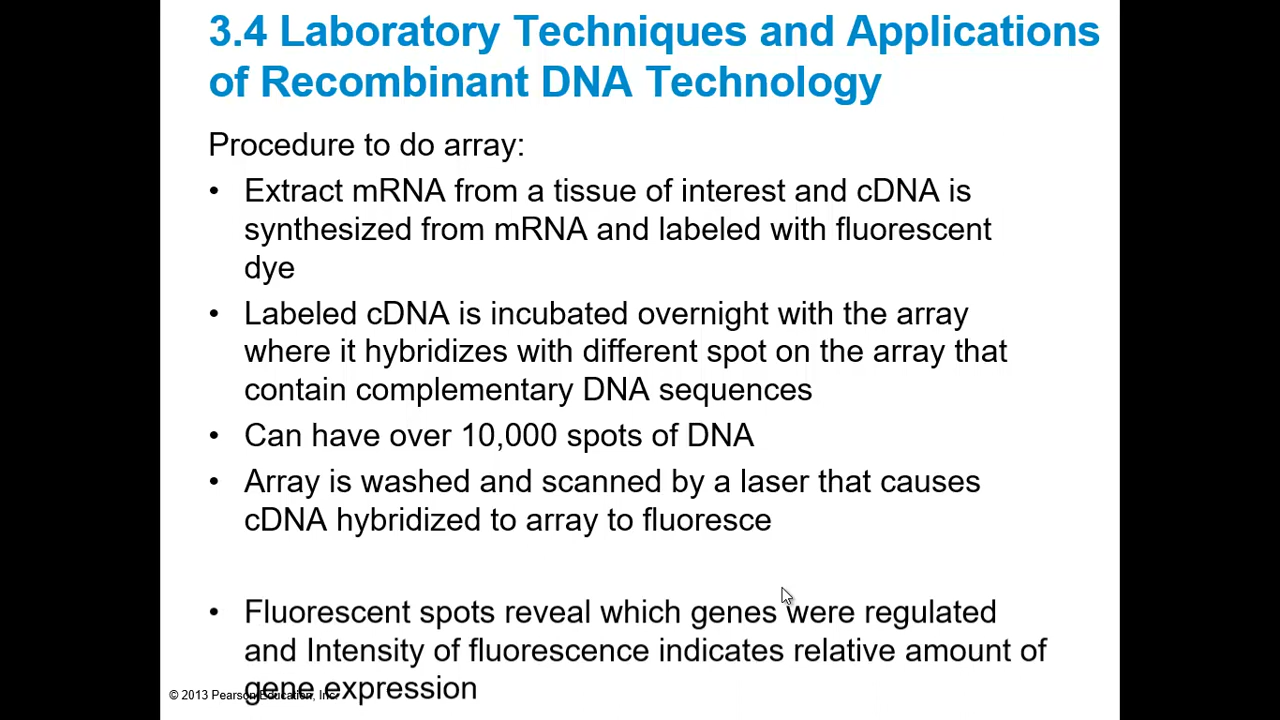 3.4 Laboratory Techniques and Applications
of Recombinant DNA Technology
Procedure to do array:
• Extract mRNA from a tissue of interest and cDNA is
synthesized from mRNA and labeled with fluorescent
dye
• Labeled cDNA is incubated overnight with the array
where it hybridizes with different spot on the array that
contain complementary DNA sequences
• Can have over 10,000 spots of DNA
• Array is washed and scanned by a laser that causes
cDNA hybridized to array to fluoresce
• Fluorescent spots reveal which genes were regulated
and Intensity of fluorescence indicates relative amount of
gene expression
© 2013 Pearson Education, Inc.